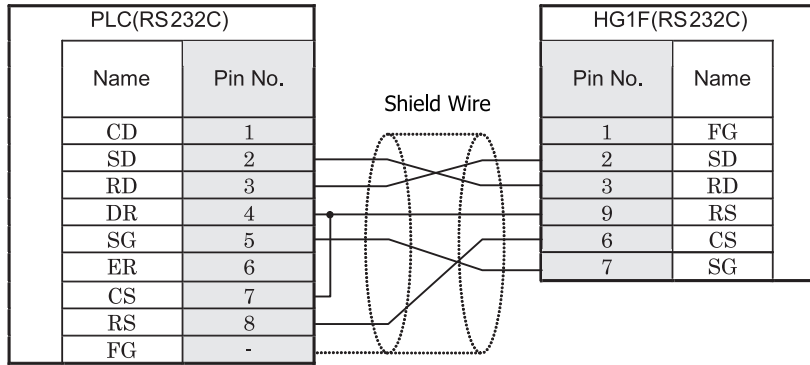 PLC(RS232C)
Name Pin No.
CD 1
SD 2
RD 3
DR 4
SG 5
ER 6
CS 7
RS 8
FG -
Shield Wire
HG1F(RS232C)
Pin No. Name
1 FG
2 SD
3 RD
9 RS
6 CS
7 SG